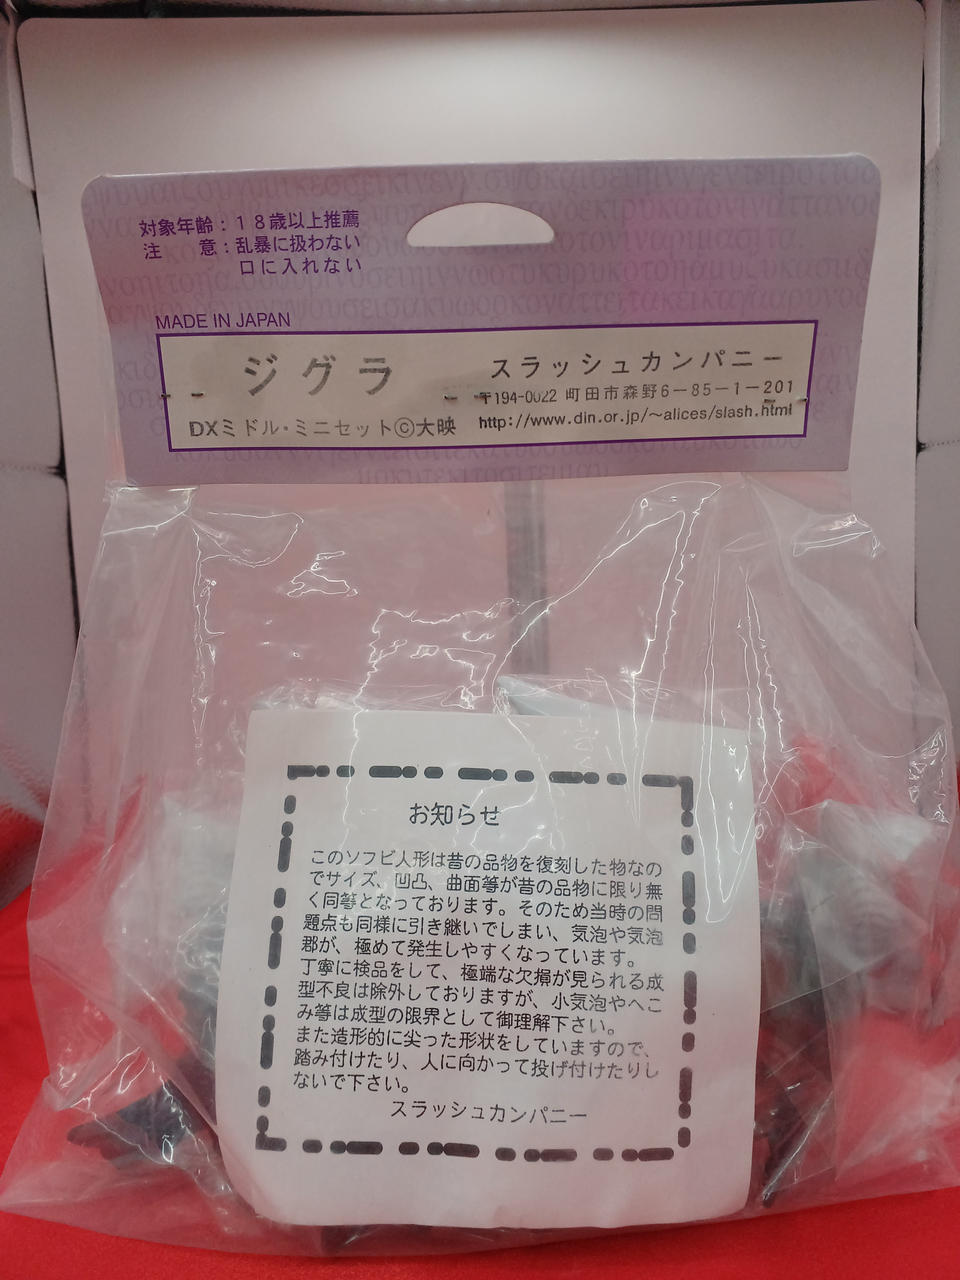 対象年齢：１８歳以上推薦
注　意：乱暴に扱わない
口に入れない
MADE IN JAPAN
ジグラ
DXミドル・ミニセット©大映
スラッシュカンパニー
〒194-0022 町田市森野6－85－1－201
http://www.din.or.jp/~alices/slash.html
お知らせ
このソフビ人形は昔の品物を復刻した物なの
でサイズ、凹凸、曲面等が昔の品物に限り無
く同等となっております。そのため当時の問
題点も同様に引き継いでしまい、気泡や気泡
郡が、極めて発生しやすくなっています。
丁寧に検品をして、極端な欠損が見られる成
型不良は除外しておりますが、小気泡やへこ
み等は成型の限界として御理解下さい。
また造形的に尖った形状をしていますので、
踏み付けたり、人に向かって投げ付けたりし
ないで下さい。
スラッシュカンパニー